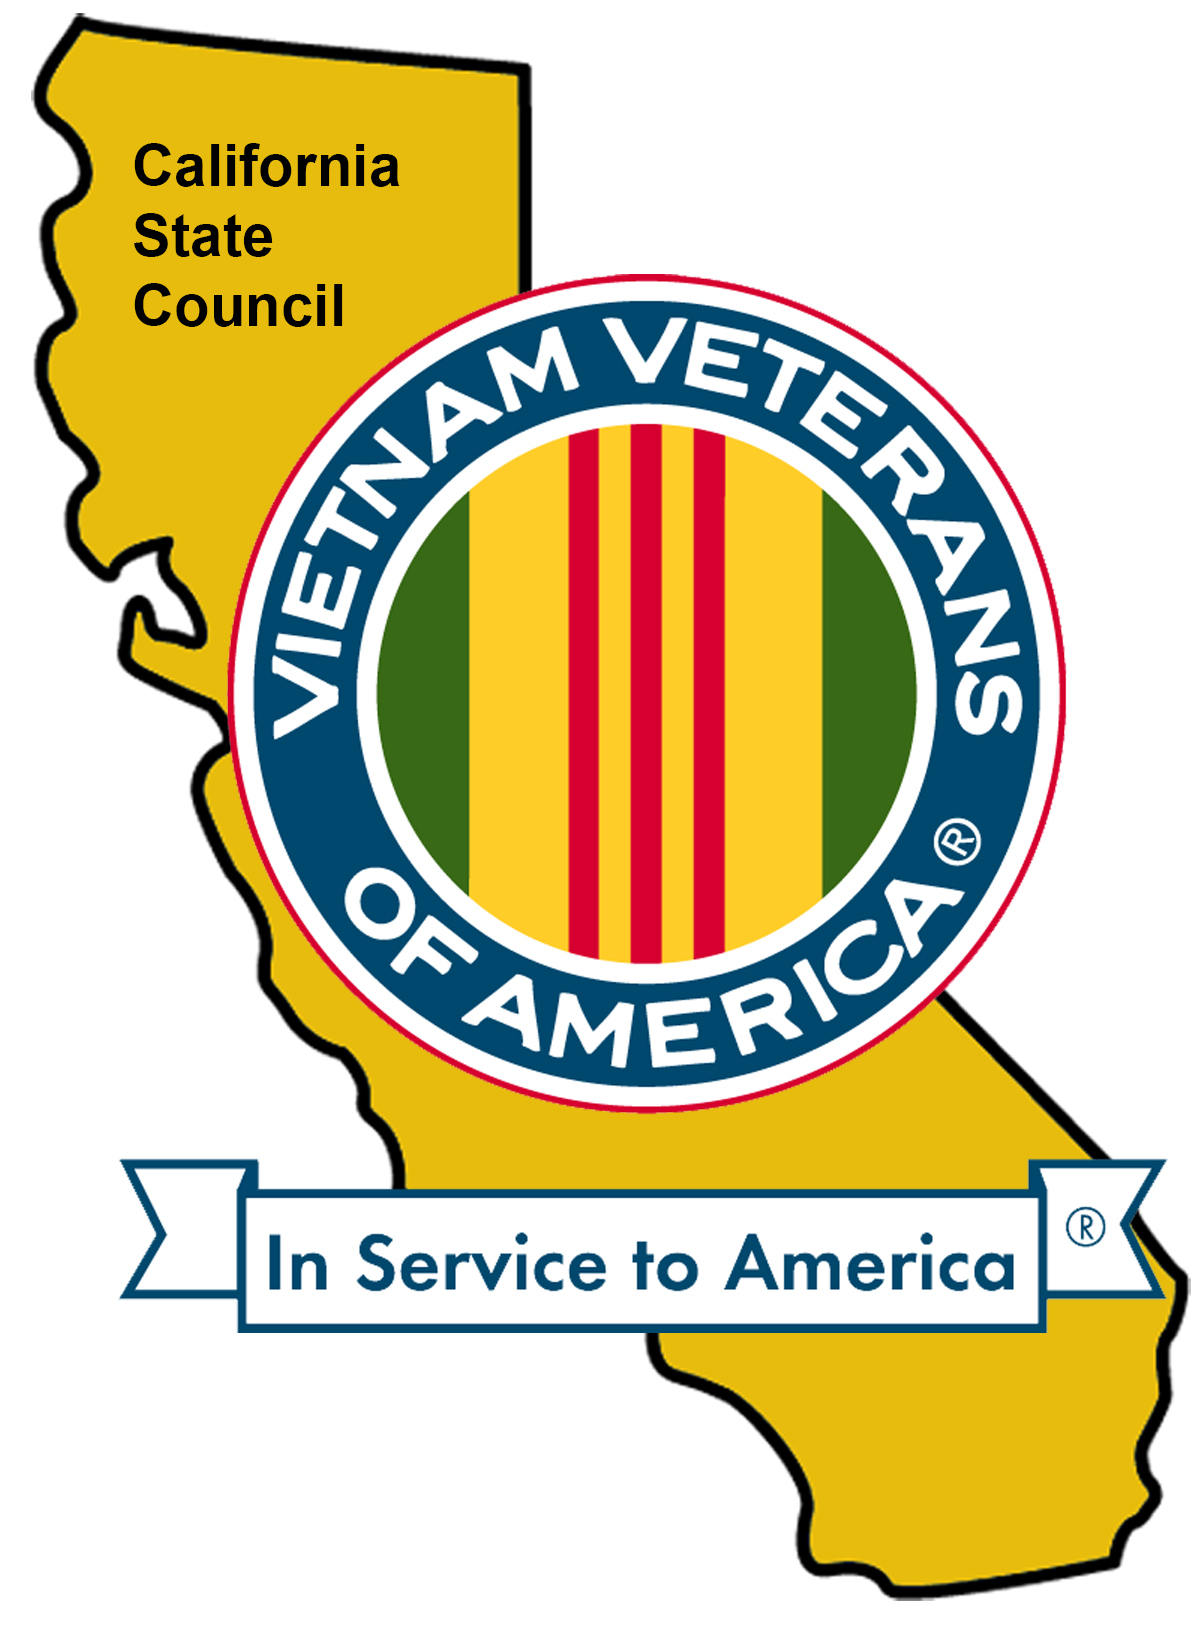 California
State
Council
VIETNAM VETERANS
OF AMERICA ®
In Service to America ®